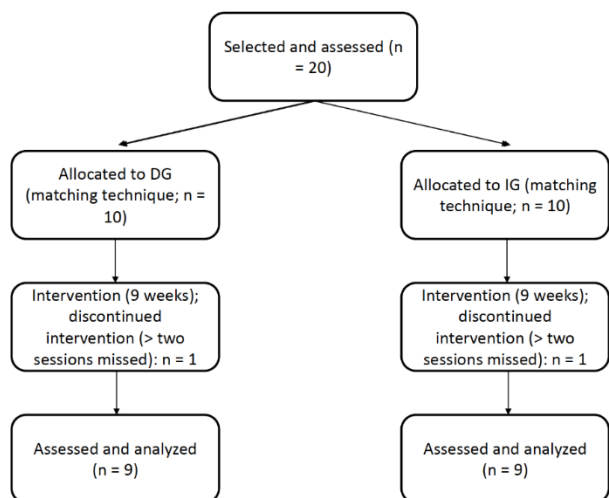 Selected and assessed (n
= 20)
Allocated to DG
(matching technique; n =
10)
Allocated to IG (matching
technique; n = 10)
Intervention (9 weeks);
discontinued
intervention (> two
sessions missed): n = 1
Intervention (9 weeks);
discontinued
intervention (> two
sessions missed): n = 1
Assessed and analyzed
(n = 9)
Assessed and analyzed
(n = 9)